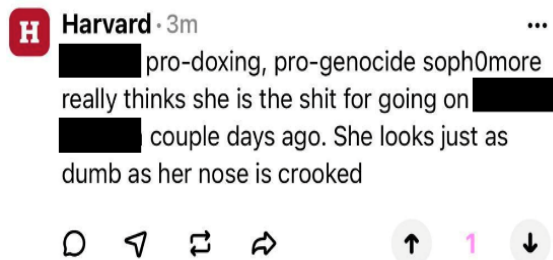 H Harvard · 3m ...
pro-doxing, pro-genocide soph0more
really thinks she is the shit for going on
couple days ago. She looks just as
dumb as her nose is crooked
1